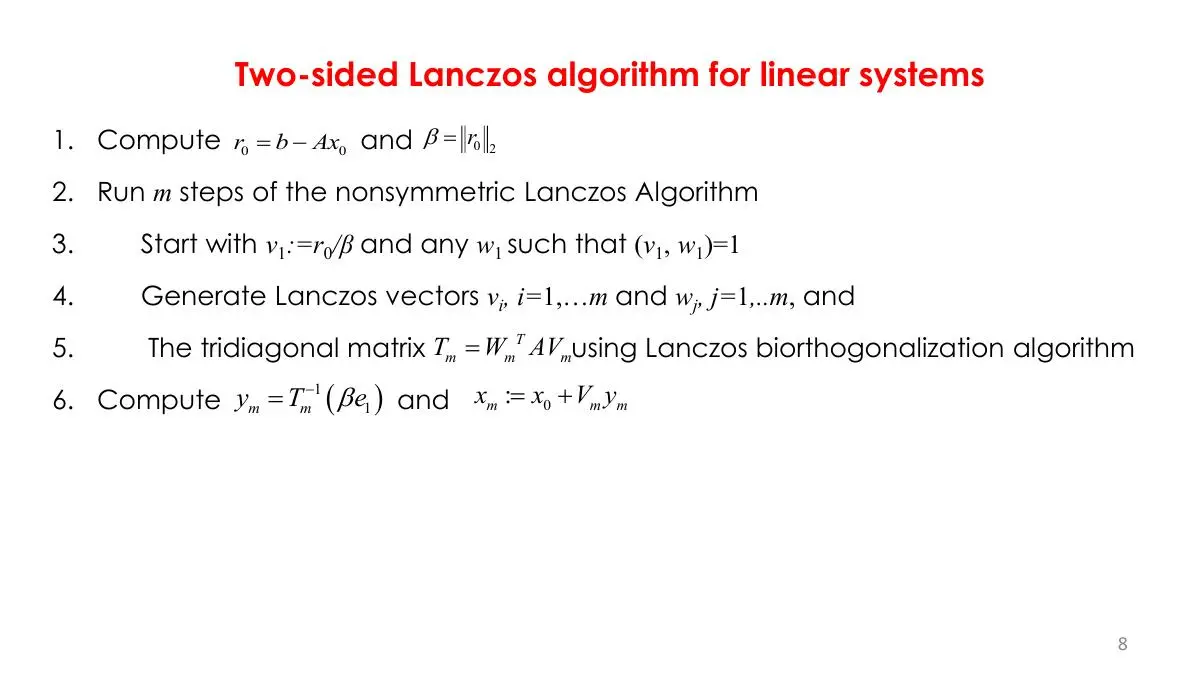 Two-sided Lanczos algorithm for linear systems
1. Compute r₀ = b − Ax₀ and β = ‖r₀‖₂
2. Run m steps of the nonsymmetric Lanczos Algorithm
3. Start with v₁:=r₀/β and any w₁ such that (v₁, w₁)=1
4. Generate Lanczos vectors vᵢ, i=1,…m and wⱼ, j=1,..m, and
5. The tridiagonal matrix Tₘ = Wₘᵀ AVₘ using Lanczos biorthogonalization algorithm
6. Compute yₘ = Tₘ⁻¹(βe₁) and xₘ := x₀ + Vₘyₘ
8